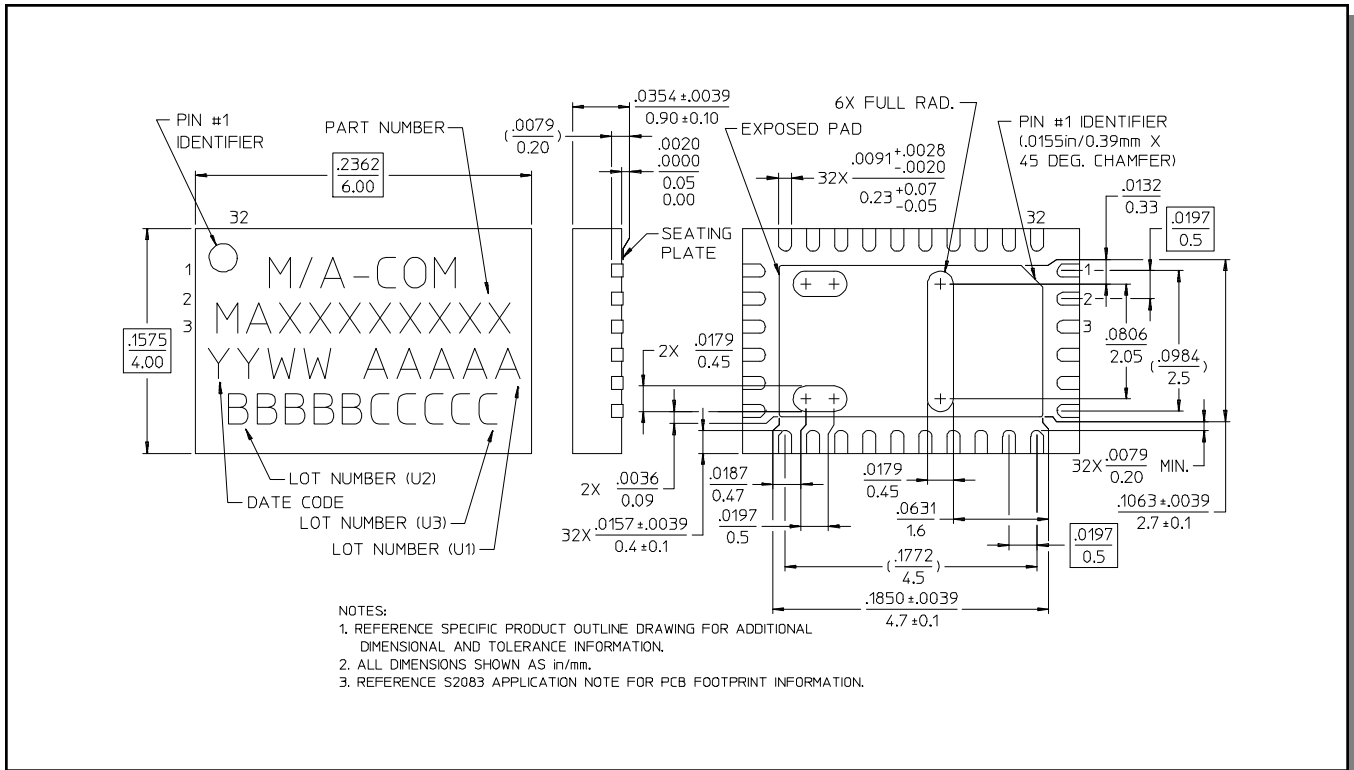 PIN #1
IDENTIFIER
PART NUMBER
.2362
6.00
32
1
2
3
.1575
4.00
M/A-COM
MAXXXXXXXXX
YYWW AAAAA
BBBBBCCCCC
LOT NUMBER (U2)
DATE CODE
LOT NUMBER (U3)
LOT NUMBER (U1)
.0354 ±.0039
0.90 ±0.10
(.0079
0.20)
.0020
.0000
0.05
0.00
SEATING
PLATE
2X .0179
0.45
2X .0036
0.09
32X .0157 ±.0039
0.4 ±0.1
EXPOSED PAD
6X FULL RAD.
32X .0091 +.0028
-.0020
0.23 +0.07
-0.05
PIN #1 IDENTIFIER
(.0155in/0.39mm X
45 DEG. CHAMFER)
32
.0132
0.33
.0197
0.5
1
2
3
.0806
2.05
(.0984
2.5)
.0187
0.47
.0197
0.5
.0179
0.45
.0631
1.6
32X .0079
0.20 MIN.
.1063 ±.0039
2.7 ±0.1
.0197
0.5
(.1772
4.5)
.1850 ±.0039
4.7 ±0.1
NOTES:
1. REFERENCE SPECIFIC PRODUCT OUTLINE DRAWING FOR ADDITIONAL
DIMENSIONAL AND TOLERANCE INFORMATION.
2. ALL DIMENSIONS SHOWN AS in/mm.
3. REFERENCE S2083 APPLICATION NOTE FOR PCB FOOTPRINT INFORMATION.